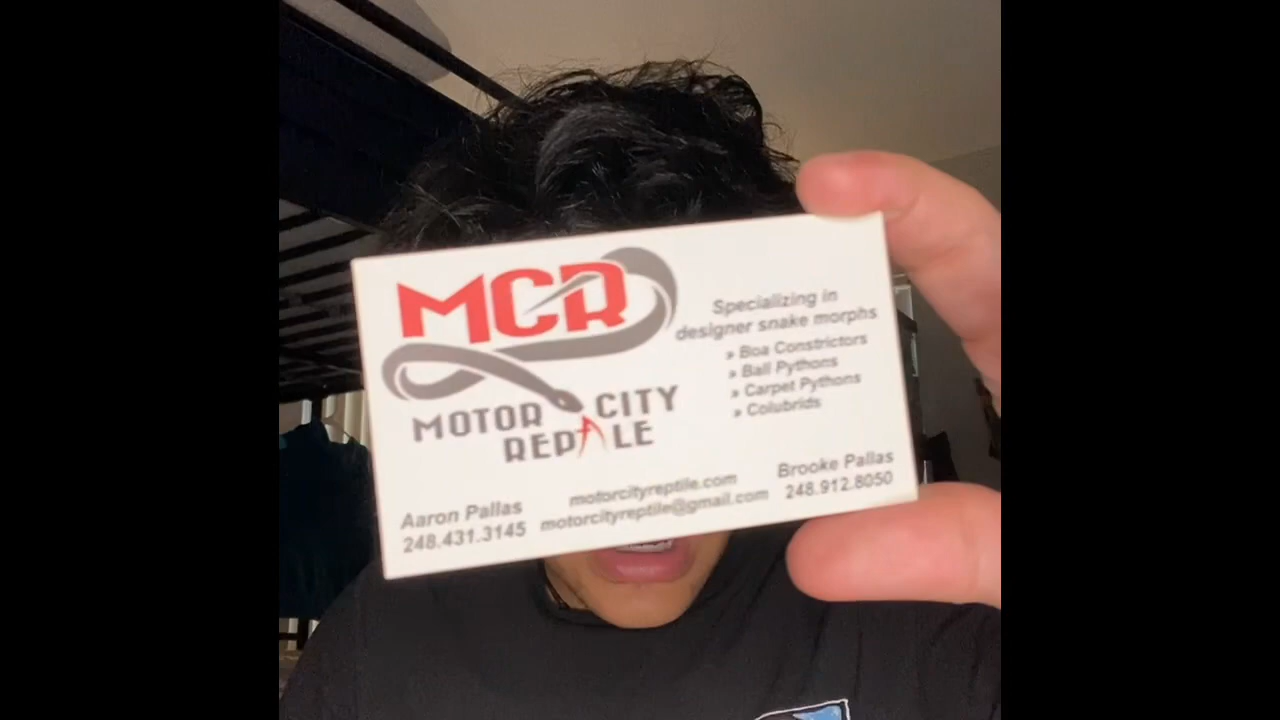 MCR
MOTOR CITY
REPTILE
Specializing in
designer snake morphs
» Boa Constrictors
» Ball Pythons
» Carpet Pythons
» Colubrids
Aaron Pallas
248.431.3145
motorcityreptile.com
motorcityreptile@gmail.com
Brooke Pallas
248.912.8050